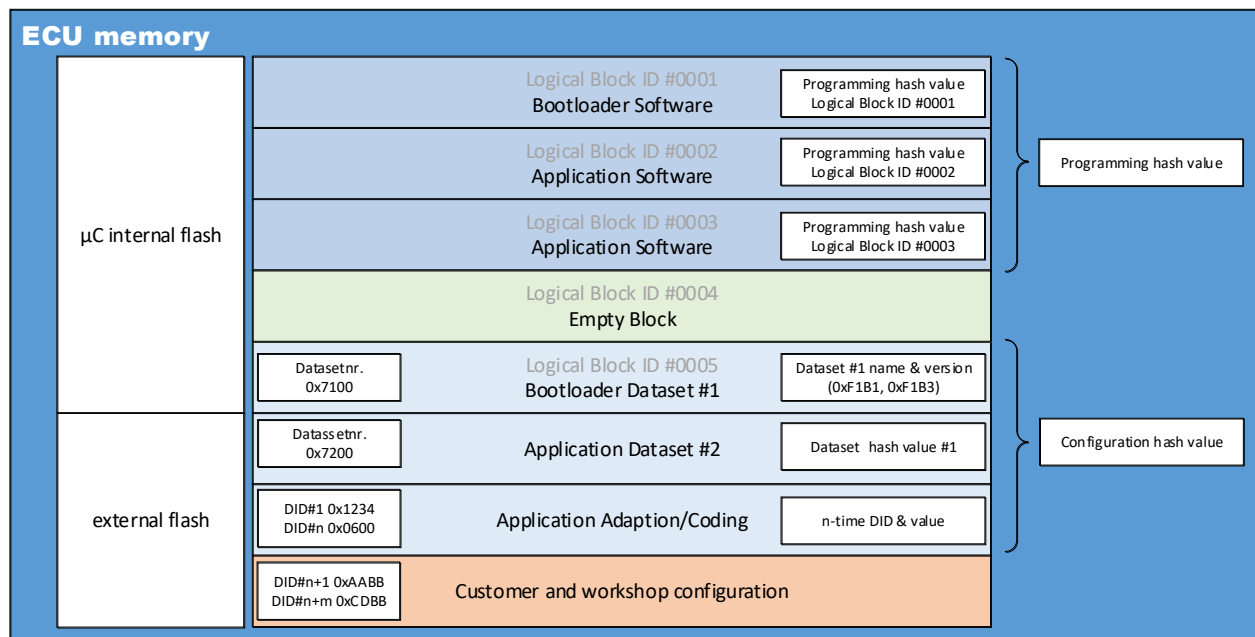 ECU memory
µC internal flash
external flash
Logical Block ID #0001
Bootloader Software
Programming hash value
Logical Block ID #0001
Logical Block ID #0002
Application Software
Programming hash value
Logical Block ID #0002
Logical Block ID #0003
Application Software
Programming hash value
Logical Block ID #0003
Programming hash value
Logical Block ID #0004
Empty Block
Datasetnr.
0x7100
Logical Block ID #0005
Bootloader Dataset #1
Dataset #1 name & version
(0xF1B1, 0xF1B3)
Datassetnr.
0x7200
Application Dataset #2
Dataset hash value #1
Configuration hash value
DID#1 0x1234
DID#n 0x0600
Application Adaption/Coding
n-time DID & value
DID#n+1 0xAABB
DID#n+m 0xCDBB
Customer and workshop configuration